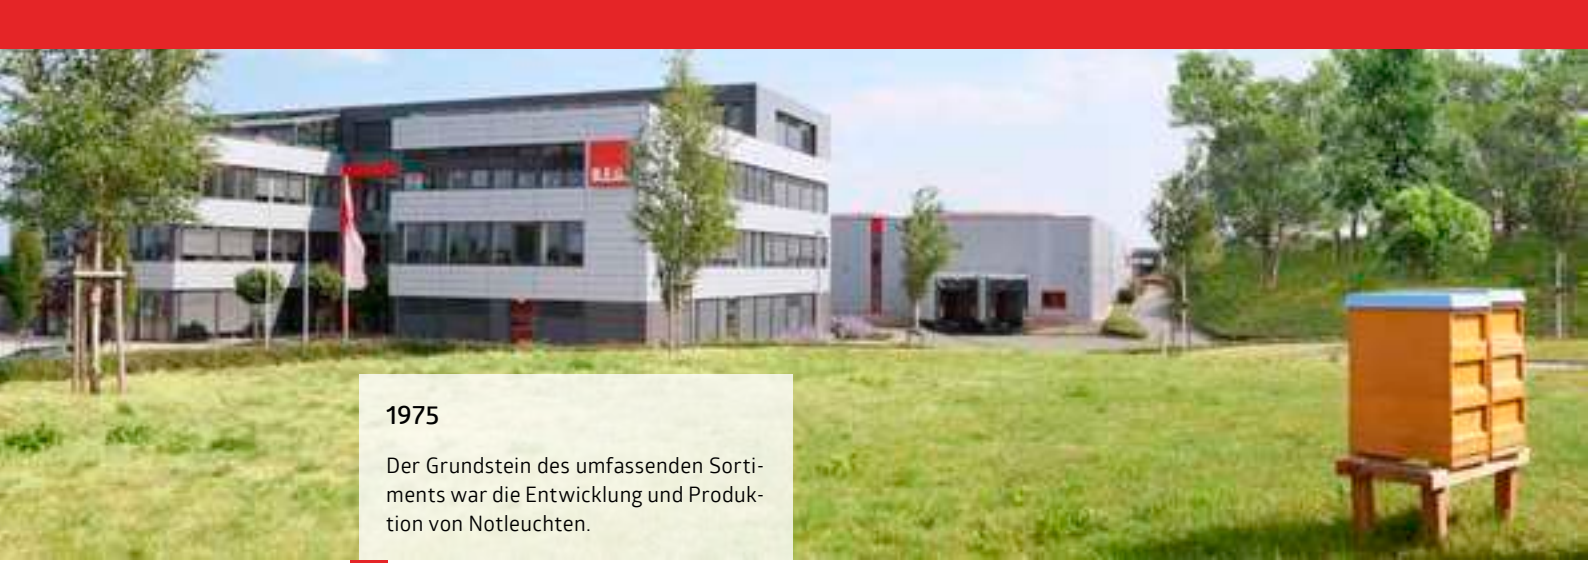 B.E.G.
1975
Der Grundstein des umfassenden Sorti-
ments war die Entwicklung und Produk-
tion von Notleuchten.